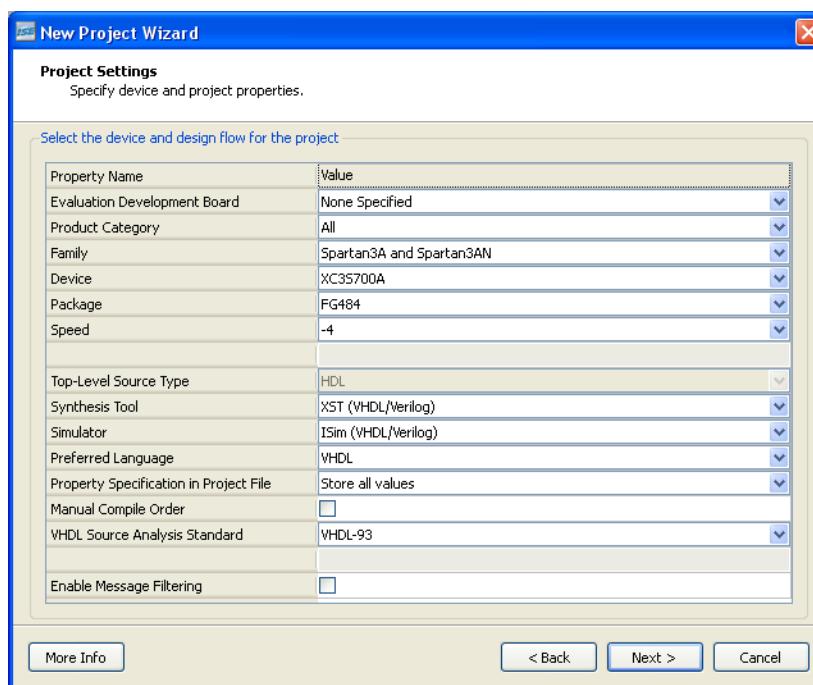 ISE New Project Wizard
Project Settings
Specify device and project properties.
Select the device and design flow for the project
Property Name Value
Evaluation Development Board None Specified
Product Category All
Family Spartan3A and Spartan3AN
Device XC3S700A
Package FG484
Speed -4
Top-Level Source Type HDL
Synthesis Tool XST (VHDL/Verilog)
Simulator ISim (VHDL/Verilog)
Preferred Language VHDL
Property Specification in Project File Store all values
Manual Compile Order
VHDL Source Analysis Standard VHDL-93
Enable Message Filtering
More Info < Back Next > Cancel